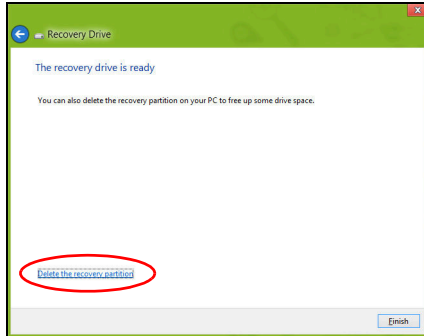 Recovery Drive
The recovery drive is ready
You can also delete the recovery partition on your PC to free up some drive space.
Delete the recovery partition
Finish